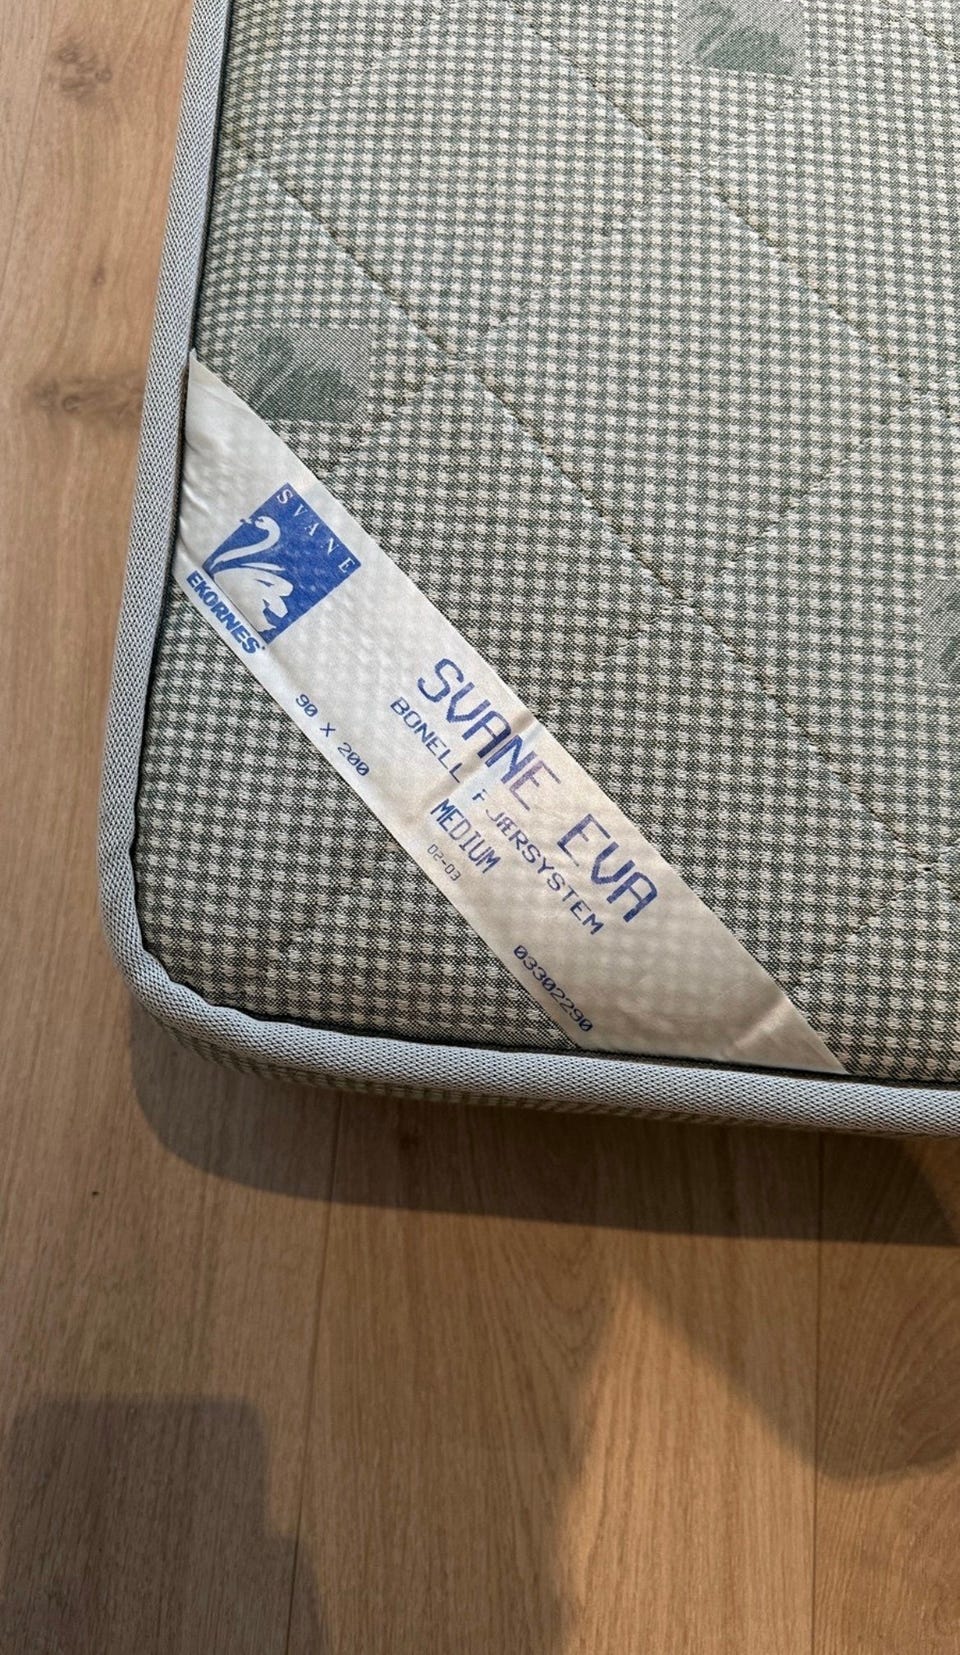 SVANE
EKORNES
90 X 200
SVANE EVA
BONELL FJÆRSYSTEM
MEDIUM
02-03
03302290